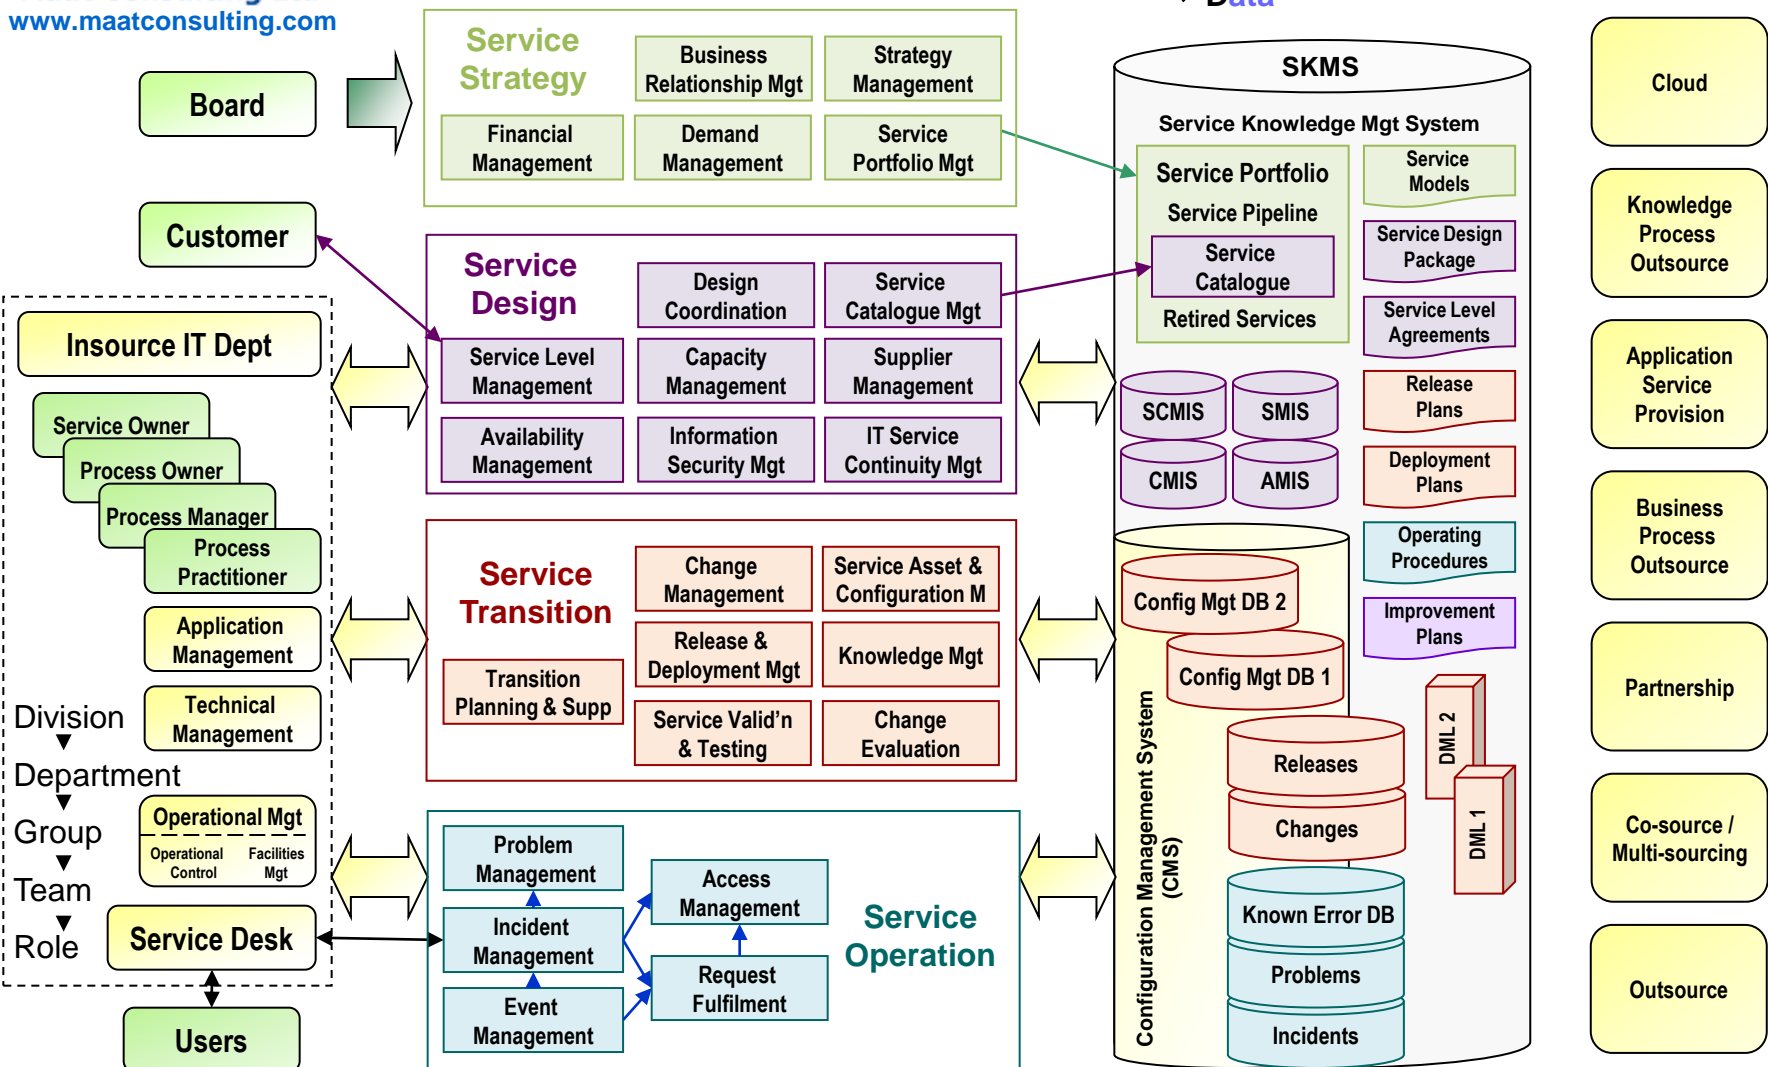 www.maatconsulting.com
Data
Board
Customer
Insource IT Dept
Service Owner
Process Owner
Process Manager
Process
Practitioner
Application
Management
Technical
Management
Division
Department
Group
Team
Role
Operational Mgt
Operational
Control
Facilities
Mgt
Service Desk
Users
Service
Strategy
Business
Relationship Mgt
Strategy
Management
Financial
Management
Demand
Management
Service
Portfolio Mgt
Service
Design
Design
Coordination
Service
Catalogue Mgt
Service Level
Management
Capacity
Management
Supplier
Management
Availability
Management
Information
Security Mgt
IT Service
Continuity Mgt
Service
Transition
Change
Management
Service Asset &
Configuration M
Release &
Deployment Mgt
Knowledge Mgt
Transition
Planning & Supp
Service Valid'n
& Testing
Change
Evaluation
Problem
Management
Access
Management
Incident
Management
Service
Operation
Request
Fulfilment
Event
Management
SKMS
Service Knowledge Mgt System
Service Portfolio
Service Pipeline
Service
Catalogue
Retired Services
Service
Models
Service Design
Package
Service Level
Agreements
Release
Plans
Deployment
Plans
Operating
Procedures
Improvement
Plans
SCMIS
SMIS
CMIS
AMIS
Config Mgt DB 2
Config Mgt DB 1
Configuration Management System
(CMS)
Releases
Changes
Known Error DB
Problems
Incidents
DML 2
DML 1
Cloud
Knowledge
Process
Outsource
Application
Service
Provision
Business
Process
Outsource
Partnership
Co-source /
Multi-sourcing
Outsource